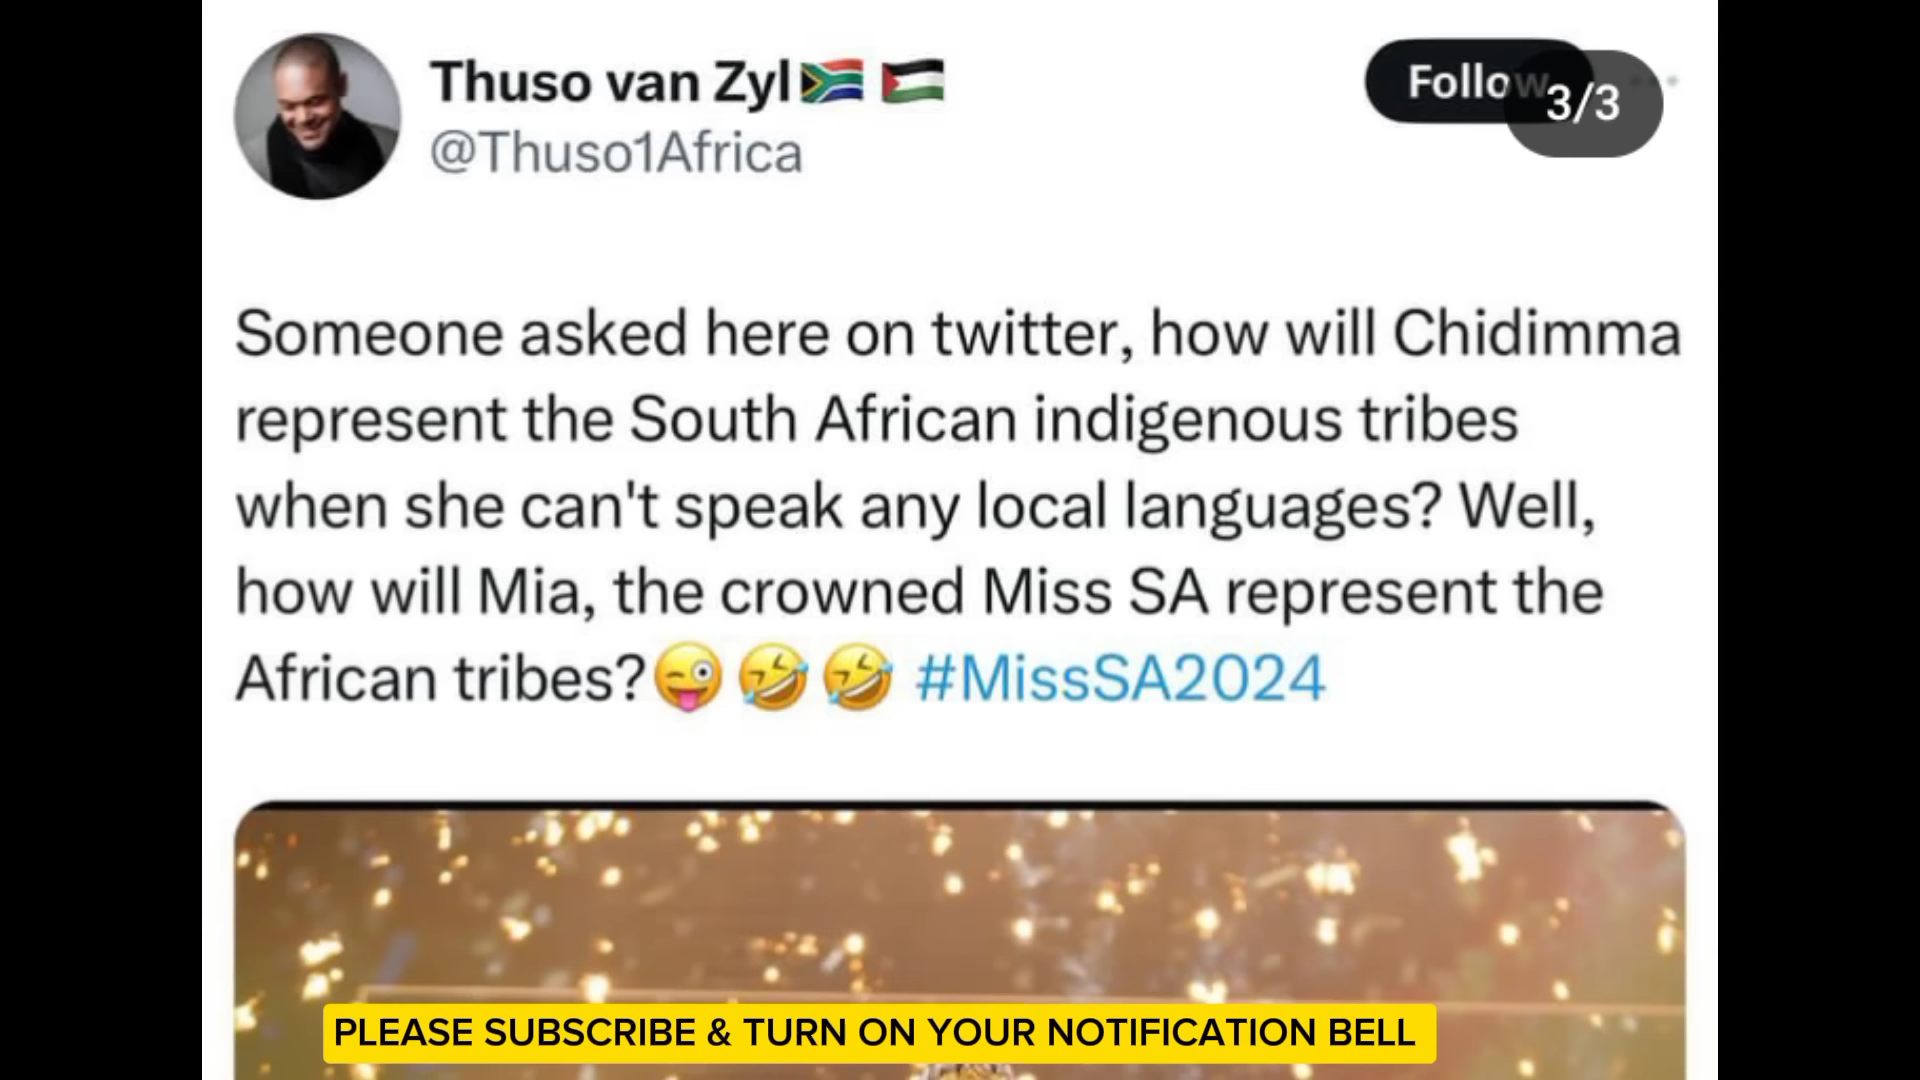 Thuso van Zyl🇿🇦 🇵🇸
@Thuso1Africa
Follow
3/3
Someone asked here on twitter, how will Chidimma
represent the South African indigenous tribes
when she can't speak any local languages? Well,
how will Mia, the crowned Miss SA represent the
African tribes?😜🤣🤣 #MissSA2024
PLEASE SUBSCRIBE & TURN ON YOUR NOTIFICATION BELL